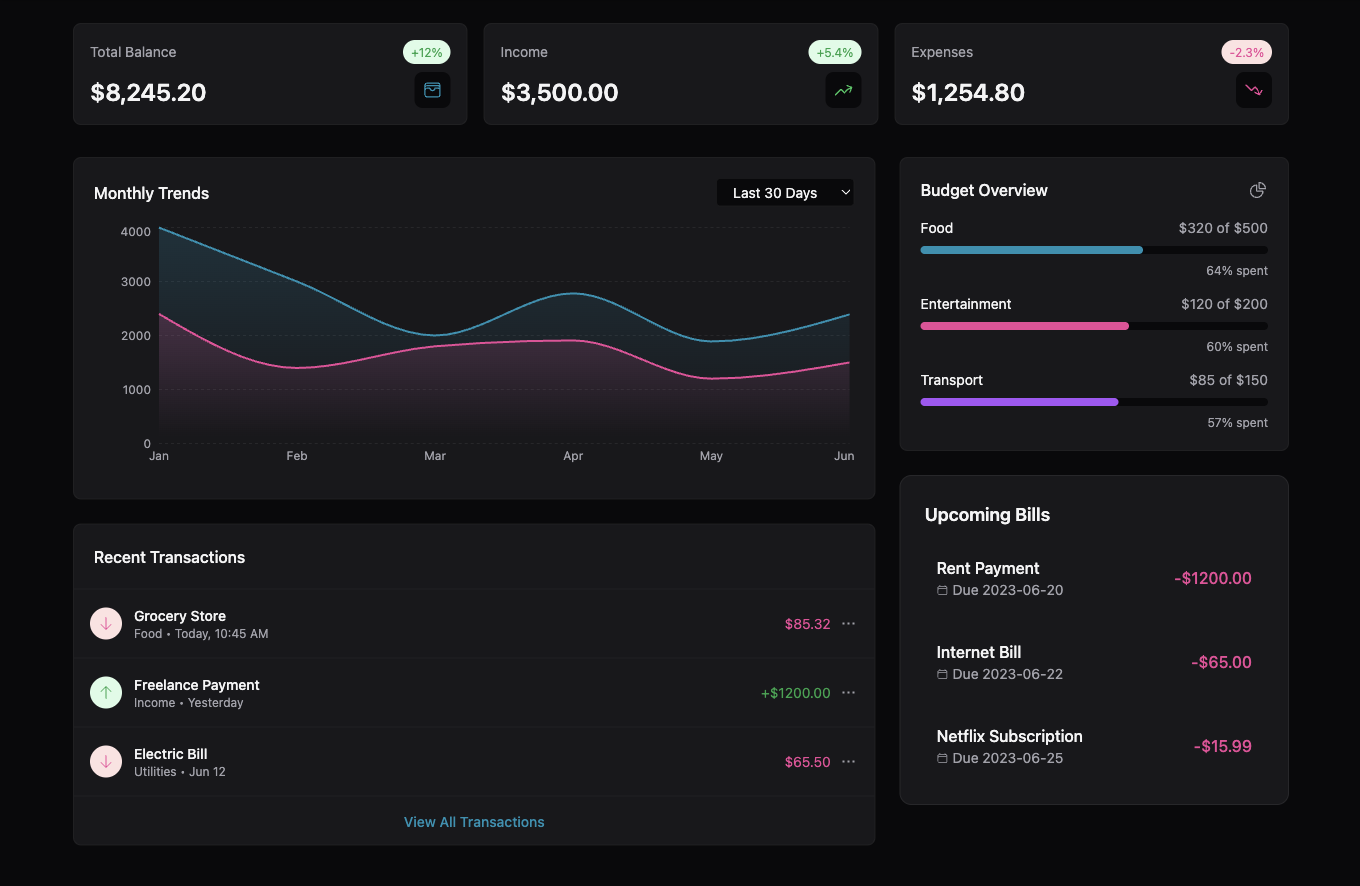 Total Balance
+12%
$8,245.20
Income
+5.4%
$3,500.00
Expenses
-2.3%
$1,254.80
Monthly Trends
Last 30 Days
4000
3000
2000
1000
0
Jan Feb Mar Apr May Jun
Budget Overview
Food $320 of $500
64% spent
Entertainment $120 of $200
60% spent
Transport $85 of $150
57% spent
Recent Transactions
Grocery Store
Food • Today, 10:45 AM
$85.32
Freelance Payment
Income • Yesterday
+$1200.00
Electric Bill
Utilities • Jun 12
$65.50
View All Transactions
Upcoming Bills
Rent Payment
Due 2023-06-20
-$1200.00
Internet Bill
Due 2023-06-22
-$65.00
Netflix Subscription
Due 2023-06-25
-$15.99